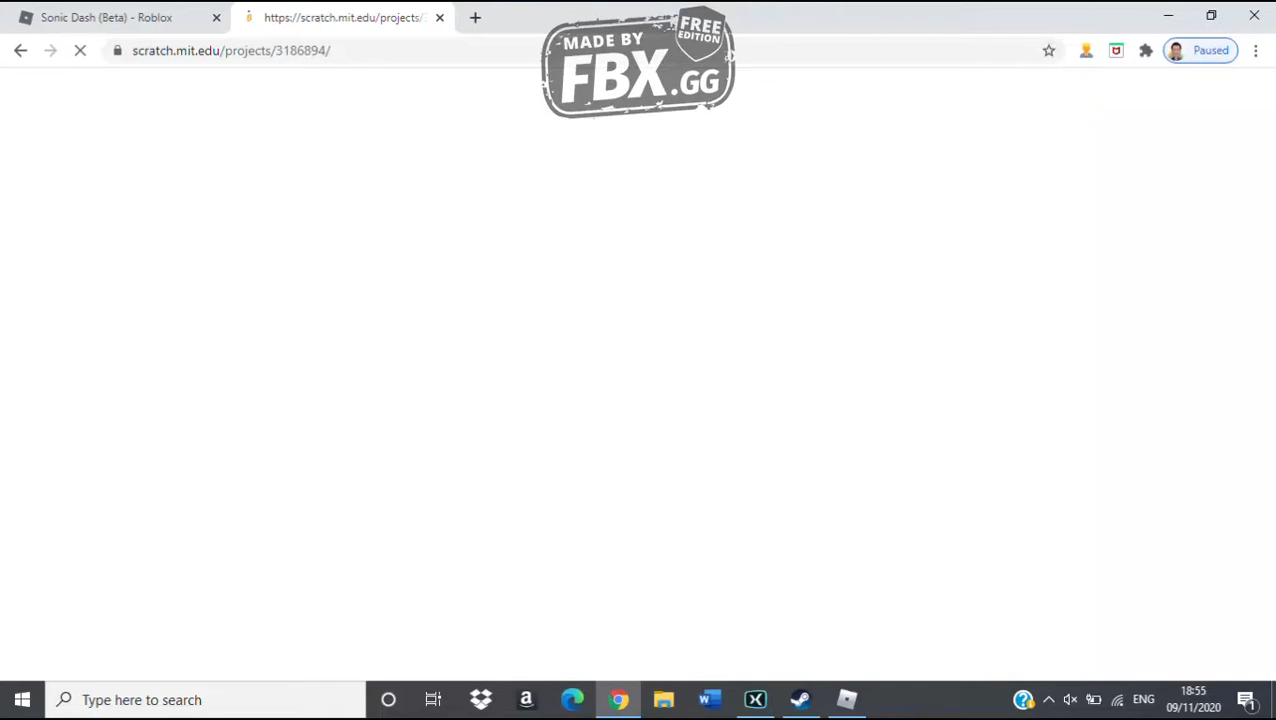 Sonic Dash (Beta) - Roblox
https://scratch.mit.edu/projects/
scratch.mit.edu/projects/3186894/
Paused
MADE BY
FREE
EDITION
FBX.GG
Type here to search
ENG
18:55
09/11/2020
1